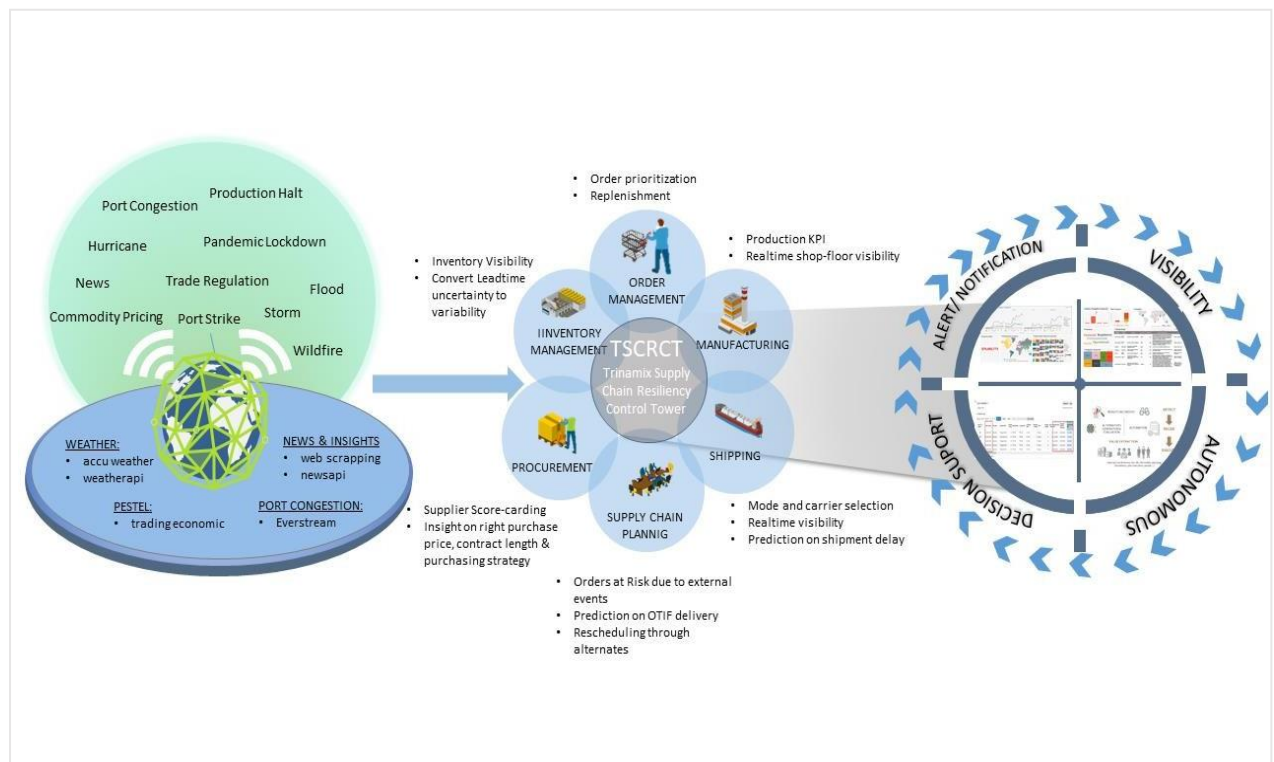 Production Halt
Port Congestion
Hurricane
Pandemic Lockdown
News
Trade Regulation
Flood
Commodity Pricing
Port Strike
Storm
Wildfire
WEATHER:
• accu weather
• weatherapi
NEWS & INSIGHTS
• web scrapping
• newsapi
PESTEL:
• trading economic
PORT CONGESTION:
• Everstream
• Order prioritization
• Replenishment
• Inventory Visibility
• Convert Leadtime
uncertainty to
variability
• Production KPI
• Realtime shop-floor visibility
ORDER
MANAGEMENT
IINVENTORY
MANAGEMENT
MANUFACTURING
TSCRCT
Trinamix Supply
Chain Resiliency
Control Tower
PROCUREMENT
SHIPPING
SUPPLY CHAIN
PLANNIG
• Supplier Score-carding
• Insight on right purchase
price, contract length &
purchasing strategy
• Mode and carrier selection
• Realtime visibility
• Prediction on shipment delay
• Orders at Risk due to external
events
• Prediction on OTIF delivery
• Rescheduling through
alternates
ALERT/ NOTIFICATION
VISIBILITY
DECISION SUPPORT
AUTONOMOUS